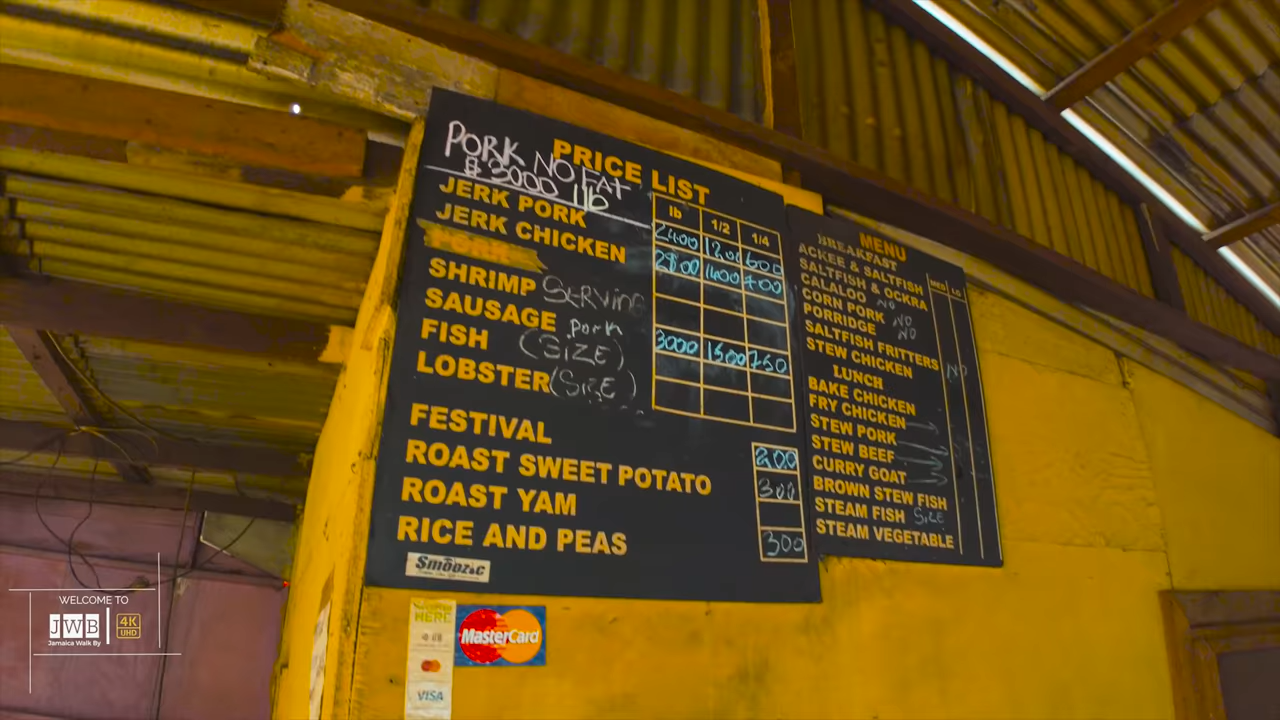 PRICE LIST
PORK NO FAT
$3000 lb
lb 1/2 1/4
JERK PORK 2400 1200 600
JERK CHICKEN 2800 1400 700
PORK
SHRIMP SERVING
SAUSAGE PORK 3000 1500 750
FISH (SIZE)
LOBSTER (SIZE)
FESTIVAL 200
ROAST SWEET POTATO 300
ROAST YAM
RICE AND PEAS 300
Smoozic
MENU
BREAKFAST
MED LG
ACKEE & SALTFISH
SALTFISH & OCKRA
CALALOO NO
CORN PORK NO
PORRIDGE NO
SALTFISH FRITTERS
STEW CHICKEN NO
LUNCH
BAKE CHICKEN
FRY CHICKEN
STEW PORK
STEW BEEF
CURRY GOAT
BROWN STEW FISH
STEAM FISH SIZE
STEAM VEGETABLE
HERE
MasterCard
VISA
WELCOME TO
JWB 4K UHD
Jamaica Walk By